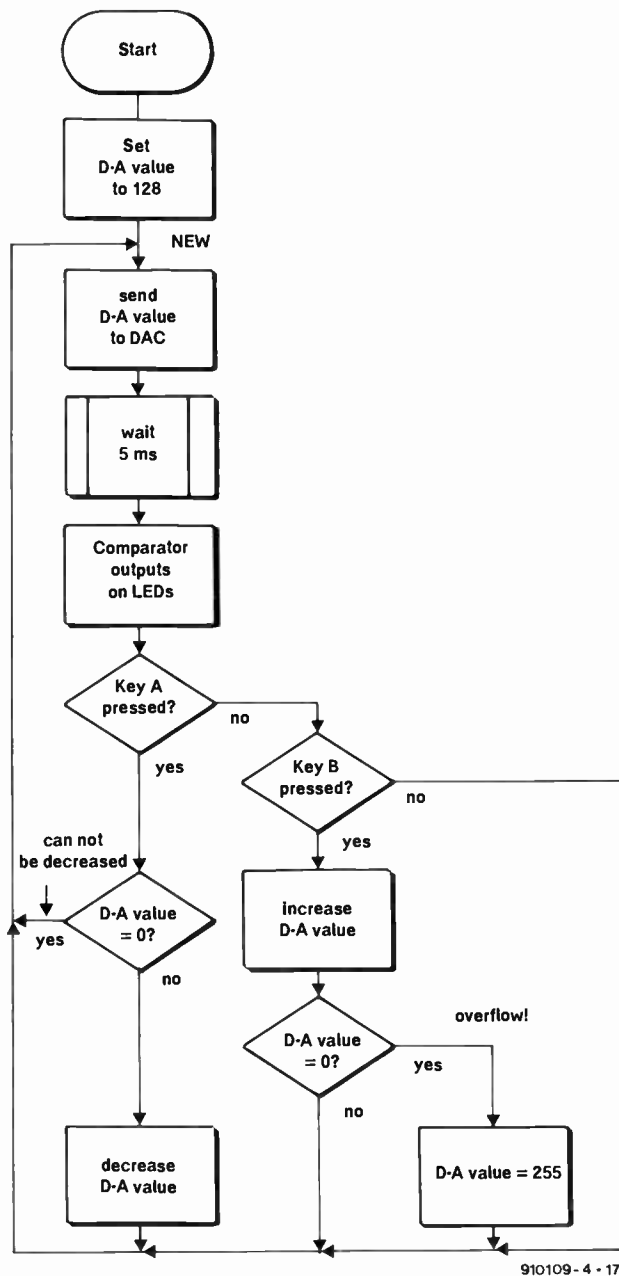 Start
Set
D-A value
to 128
NEW
send
D-A value
to DAC
wait
5 ms
Comparator
outputs
on LEDs
Key A
pressed?
no
yes
Key B
pressed?
no
yes
can not
be decreased
D-A value
= 0?
yes
no
increase
D-A value
D-A value
= 0?
overflow!
yes
no
decrease
D-A value
D-A value = 255
910109-4-17